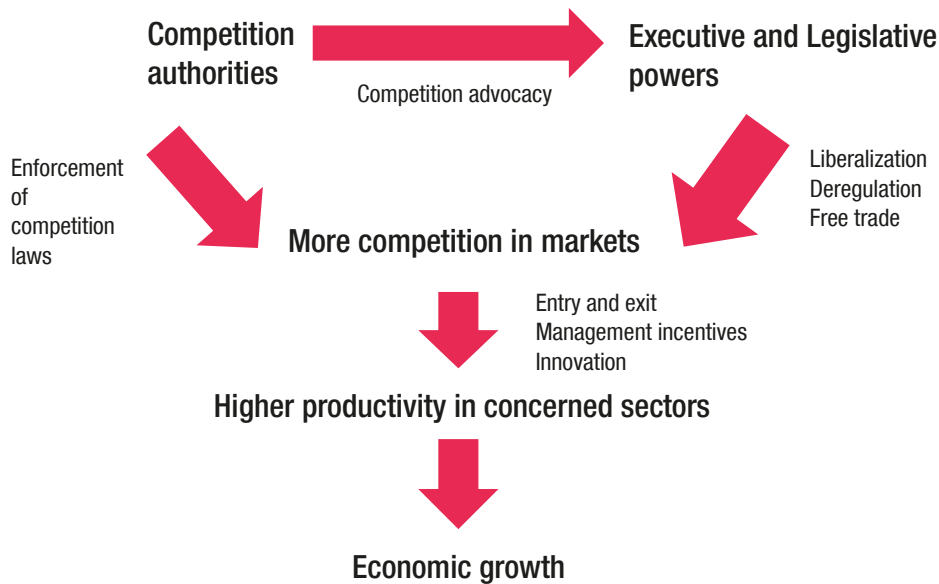 Competition
authorities
Executive and Legislative
powers
Competition advocacy
Enforcement
of
competition
laws
Liberalization
Deregulation
Free trade
More competition in markets
Entry and exit
Management incentives
Innovation
Higher productivity in concerned sectors
Economic growth